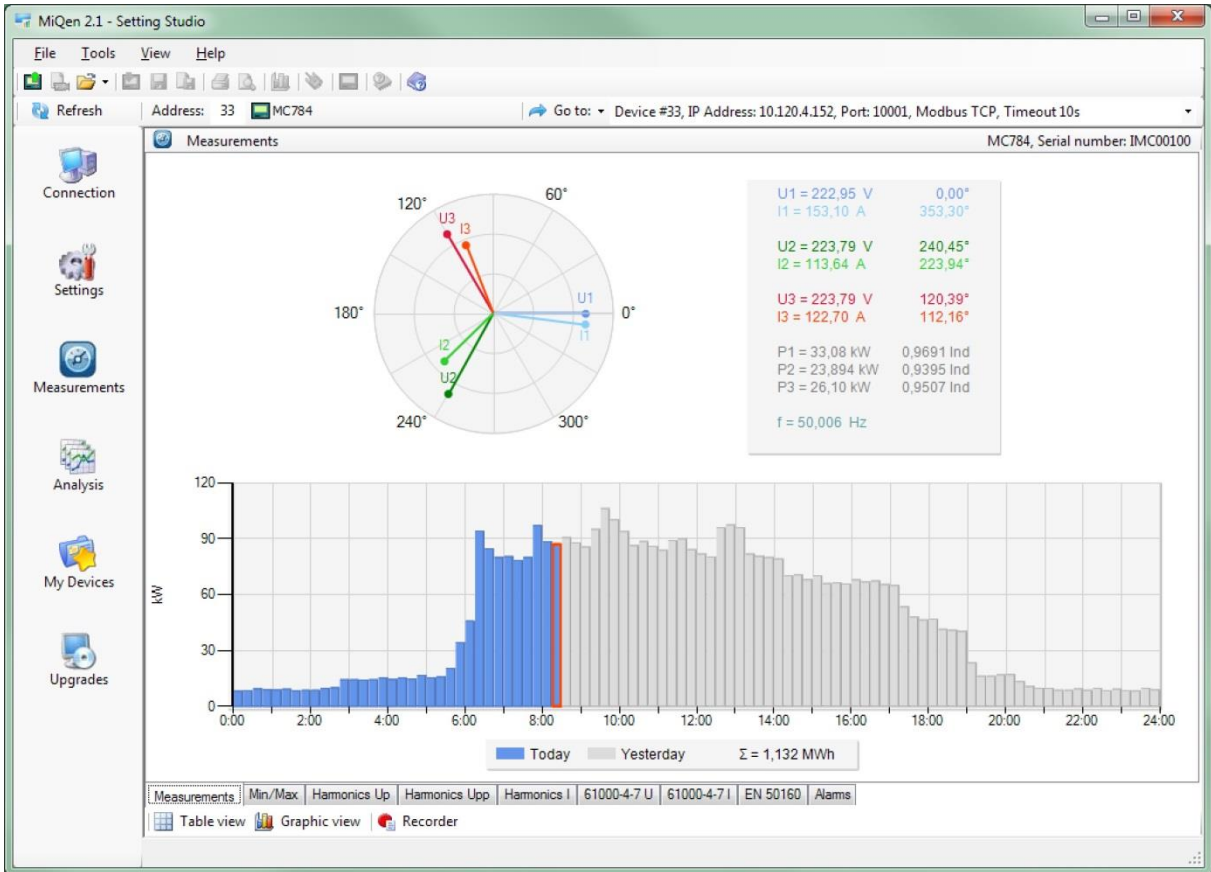 MiQen 2.1 - Setting Studio
File Tools View Help
Refresh Address: 33 MC784 Go to: Device #33, IP Address: 10.120.4.152, Port: 10001, Modbus TCP, Timeout 10s
Measurements MC784, Serial number: IMC00100
Connection
Settings
Measurements
Analysis
My Devices
Upgrades
120°
60°
U3
I3
180°
U1
0°
I1
I2
U2
240°
300°
U1 = 222,95 V 0,00°
I1 = 153,10 A 353,30°
U2 = 223,79 V 240,45°
I2 = 113,64 A 223,94°
U3 = 223,79 V 120,39°
I3 = 122,70 A 112,16°
P1 = 33,08 kW 0,9691 Ind
P2 = 23,894 kW 0,9395 Ind
P3 = 26,10 kW 0,9507 Ind
f = 50,006 Hz
120
90
kW
60
30
0
0:00 2:00 4:00 6:00 8:00 10:00 12:00 14:00 16:00 18:00 20:00 22:00 24:00
Today Yesterday Σ = 1,132 MWh
Measurements Min/Max Harmonics Up Harmonics Upp Harmonics I 61000-4-7 U 61000-4-7 I EN 50160 Alarms
Table view Graphic view Recorder